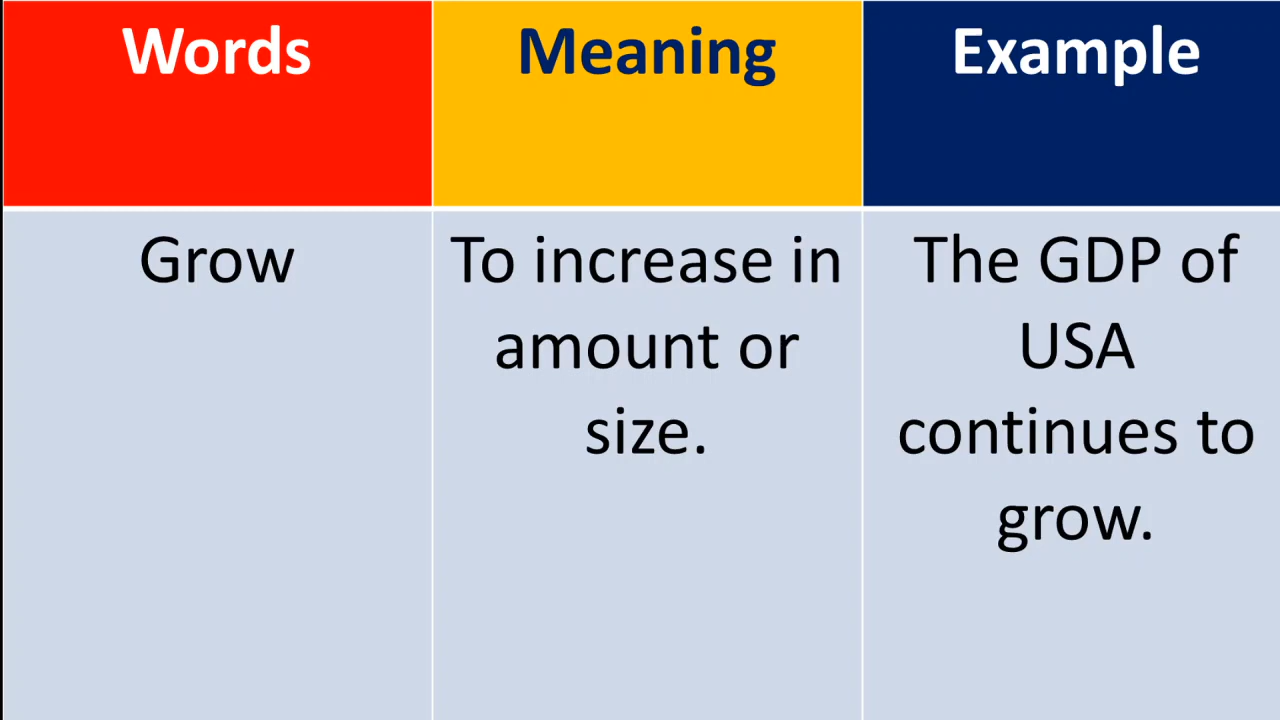 Words
Meaning
Example
Grow
To increase in
amount or
size.
The GDP of
USA
continues to
grow.